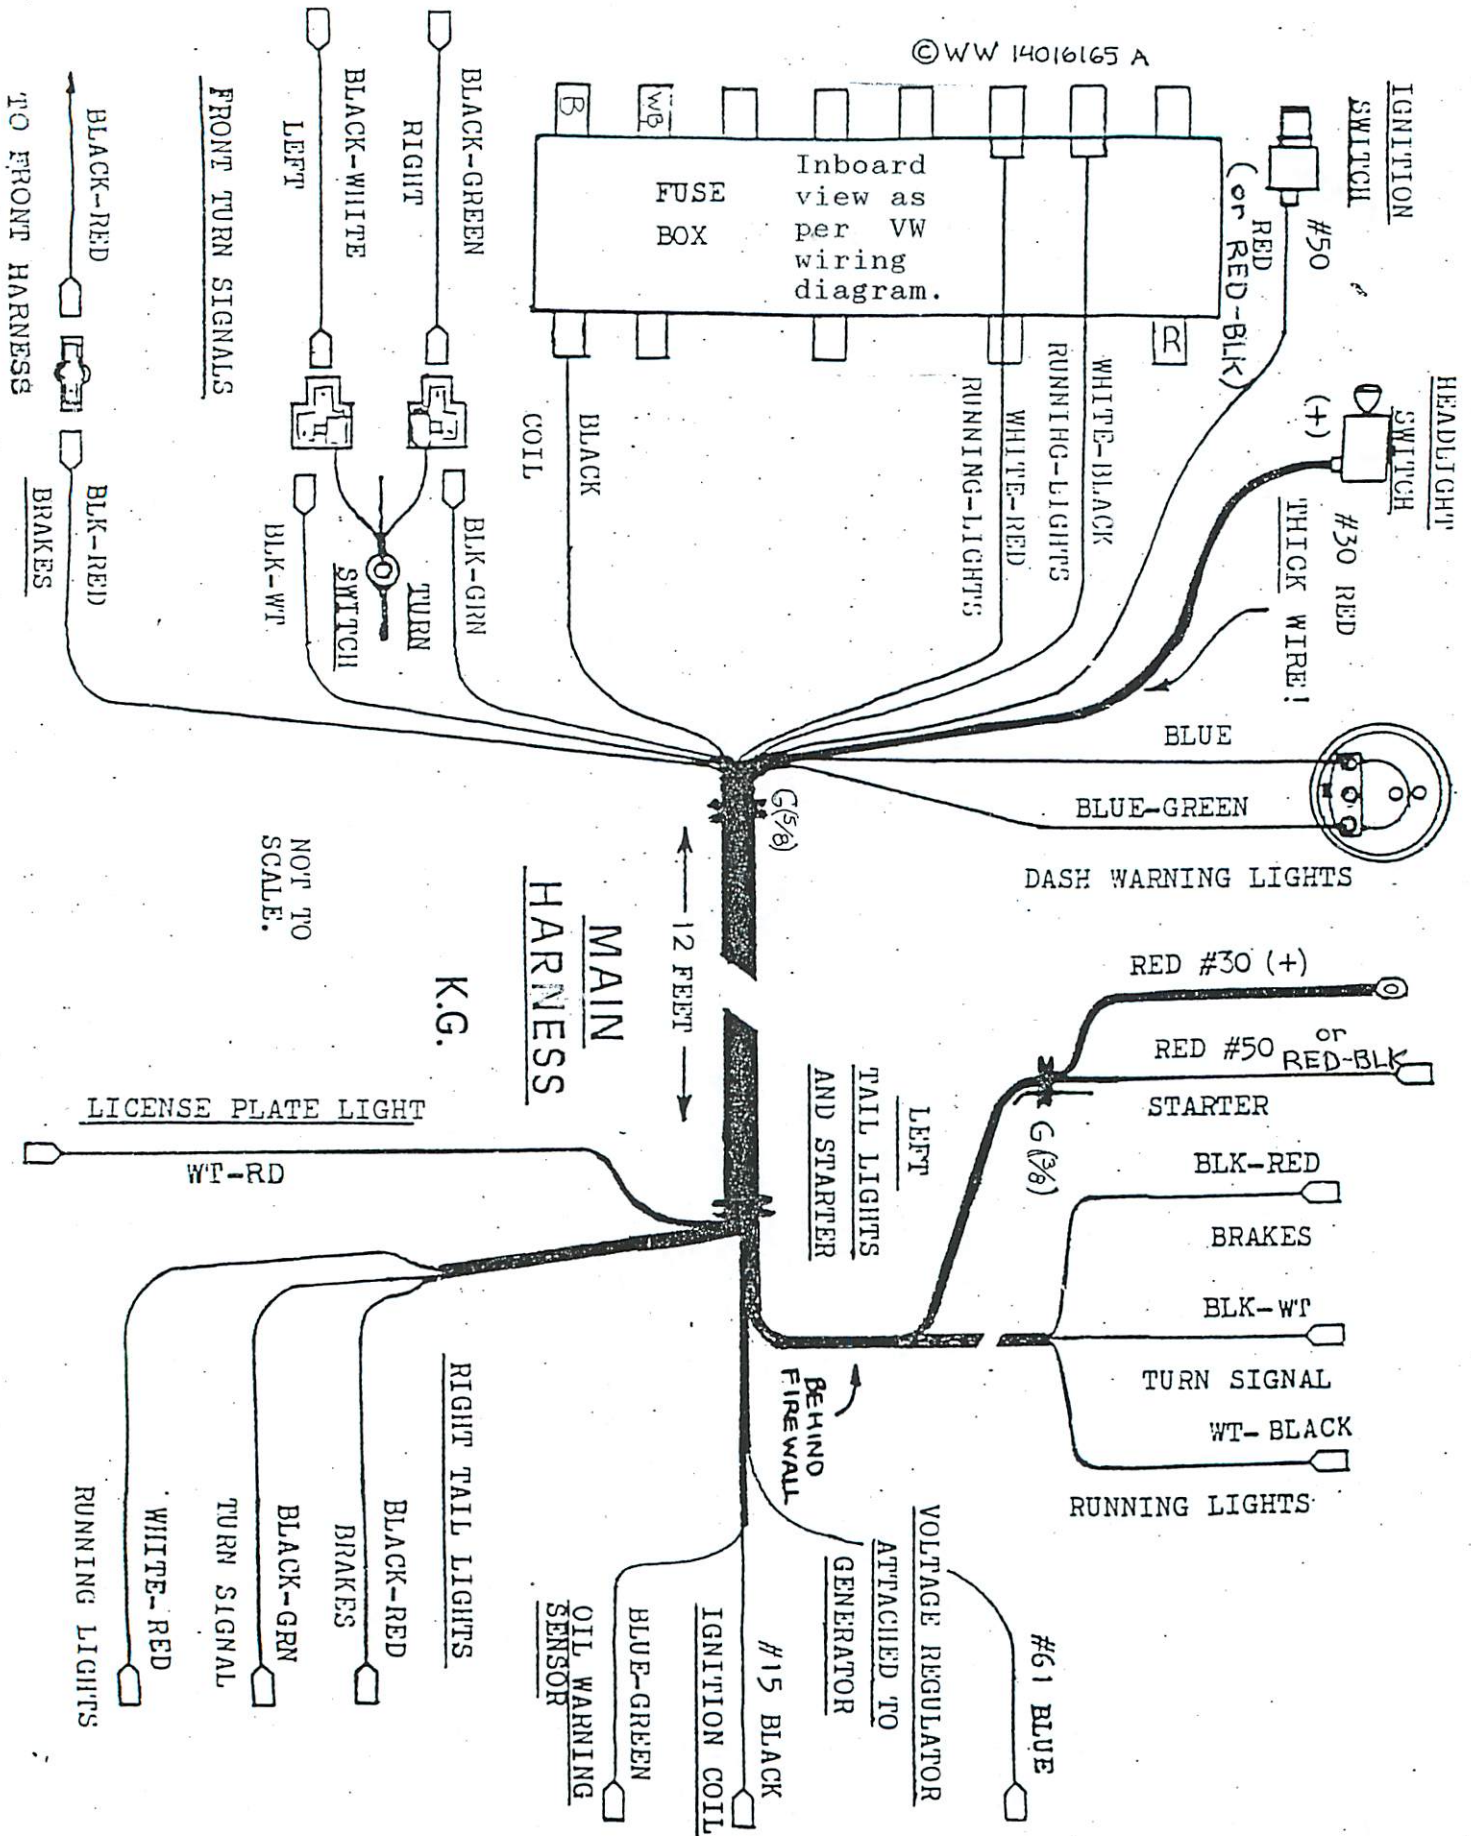 ©WW 14016165 A
IGNITION
SWITCH
#50
RED
(or RED-BLK)
HEADLIGHT
SWITCH
(+)
#30 RED
THICK WIRE!
B
WB
R
FUSE
BOX
Inboard
view as
per VW
wiring
diagram.
BLACK-GREEN
RIGHT
BLACK-WHITE
LEFT
FRONT TURN SIGNALS
BLACK-RED
TO FRONT HARNESS
BLK-RED
BRAKES
BLK-WT
TURN
SWITCH
BLK-GRN
BLACK
COIL
WHITE-BLACK
RUNNING-LIGHTS
WHITE-RED
RUNNING-LIGHTS
BLUE
BLUE-GREEN
DASH WARNING LIGHTS
G(5/8)
12 FEET
MAIN
HARNESS
K.G.
NOT TO
SCALE.
RED #30 (+)
RED #50 or
RED-BLK
STARTER
G(3/8)
LEFT
TAIL LIGHTS
AND STARTER
BLK-RED
BRAKES
BLK-WT
TURN SIGNAL
WT-BLACK
RUNNING LIGHTS
BEHIND
FIREWALL
LICENSE PLATE LIGHT
WT-RD
RIGHT TAIL LIGHTS
BLACK-RED
BRAKES
BLACK-GRN
TURN SIGNAL
WHITE-RED
RUNNING LIGHTS
#61 BLUE
VOLTAGE REGULATOR
ATTACHED TO
GENERATOR
#15 BLACK
IGNITION COIL
BLUE-GREEN
OIL WARNING
SENSOR